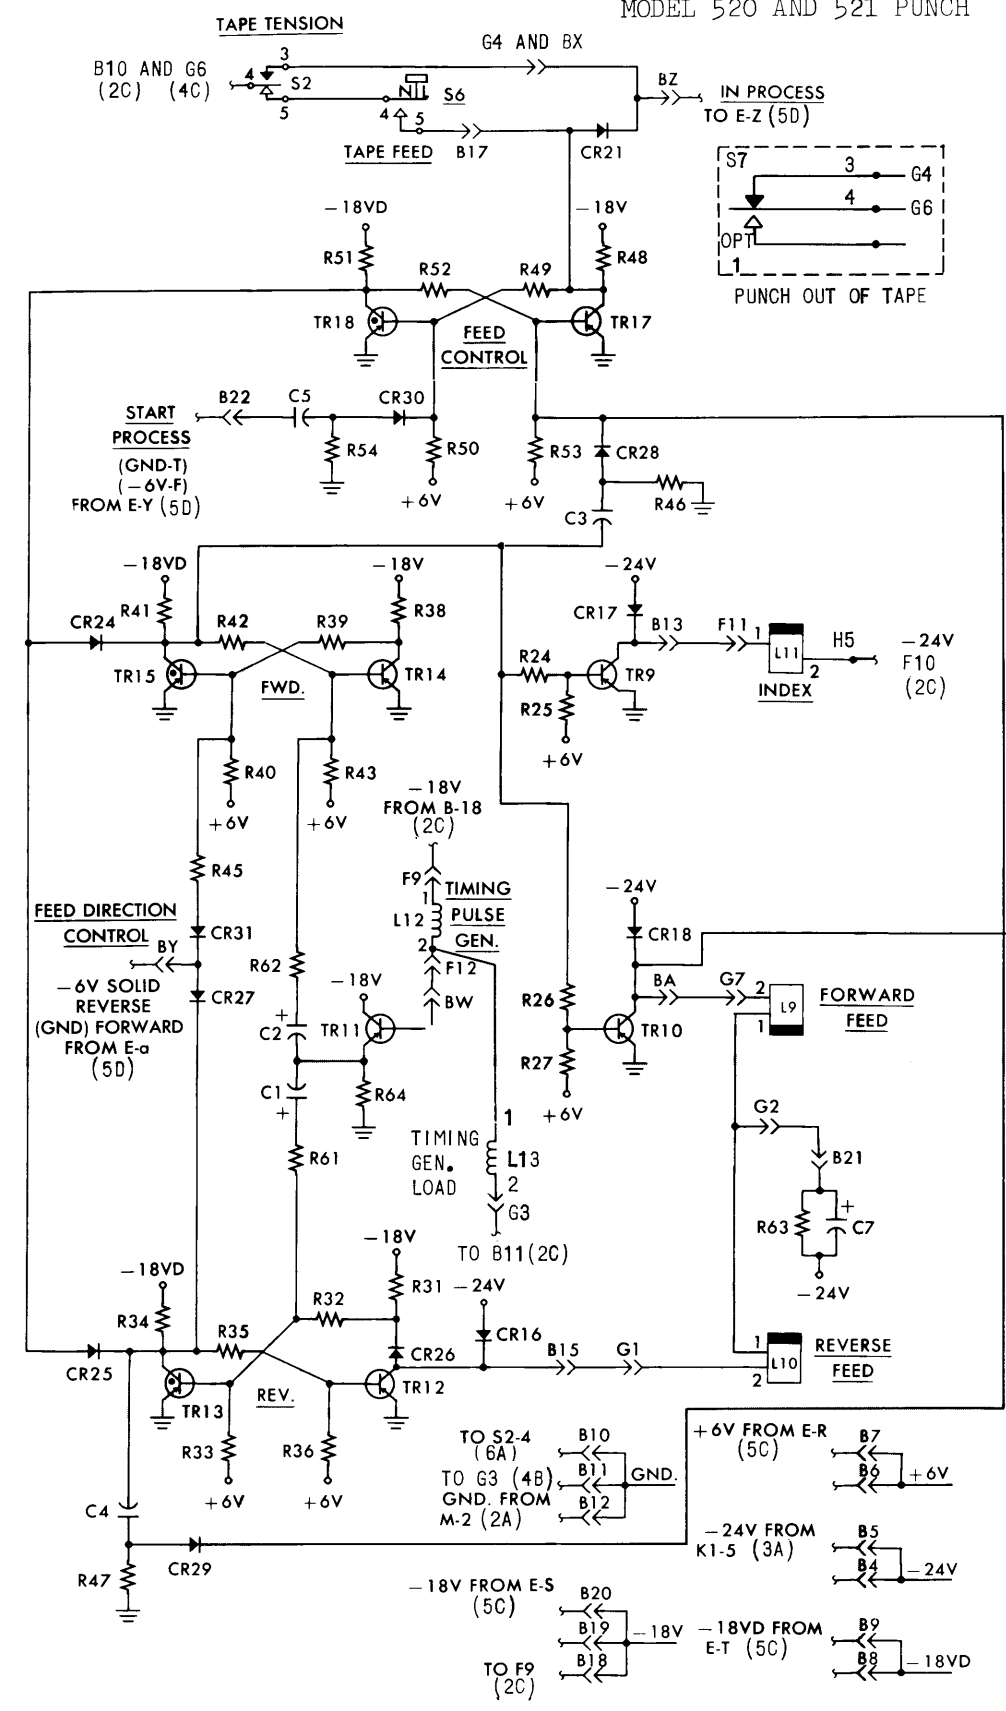 MODEL 520 AND 521 PUNCH
TAPE TENSION
G4 AND BX
B10 AND G6
(2C) (4C)
3
4
S2
5
S6
4
5
TAPE FEED
B17
CR21
BZ
IN PROCESS
TO E-Z (5D)
S7
3
G4
4
G6
OPT
1
PUNCH OUT OF TAPE
−18VD
−18V
R51
R52
R49
R48
TR18
TR17
FEED
CONTROL
START
PROCESS
(GND-T)
(−6V-F)
FROM E-Y (5D)
B22
C5
CR30
R54
R50
R53
CR28
R46
+6V
+6V
C3
−18VD
−18V
−24V
CR24
R41
R42
R39
R38
CR17
B13
F11
1
L11
2
INDEX
H5
−24V
F10
(2C)
TR15
FWD.
TR14
R24
TR9
R25
+6V
R40
R43
+6V
+6V
−18V
FROM B-18
(2C)
F9
1
TIMING
PULSE
GEN.
L12
2
F12
BW
R45
FEED DIRECTION
CONTROL
BY
CR31
CR27
−6V SOLID
REVERSE
(GND) FORWARD
FROM E-a
(5D)
R62
−18V
+
C2
TR11
C1
+
R64
R61
−24V
CR18
R26
BA
G7
2
L9
1
FORWARD
FEED
TR10
R27
+6V
TIMING
GEN.
LOAD
1
L13
2
G3
TO B11(2C)
G2
B21
R63
+
C7
−24V
−18VD
−18V
R34
R35
R32
R31
−24V
CR16
CR25
CR26
B15
G1
1
L10
2
REVERSE
FEED
TR13
REV.
TR12
R33
R36
+6V
+6V
C4
R47
CR29
TO S2-4
(6A)
B10
TO G3 (4B)
B11
GND.
GND. FROM
M-2 (2A)
B12
+6V FROM E-R
(5C)
B7
B6
+6V
−24V FROM
K1-5 (3A)
B5
B4
−24V
−18V FROM E-S
(5C)
B20
B19
−18V
TO F9
(2C)
B18
−18VD FROM
E-T (5C)
B9
B8
−18VD